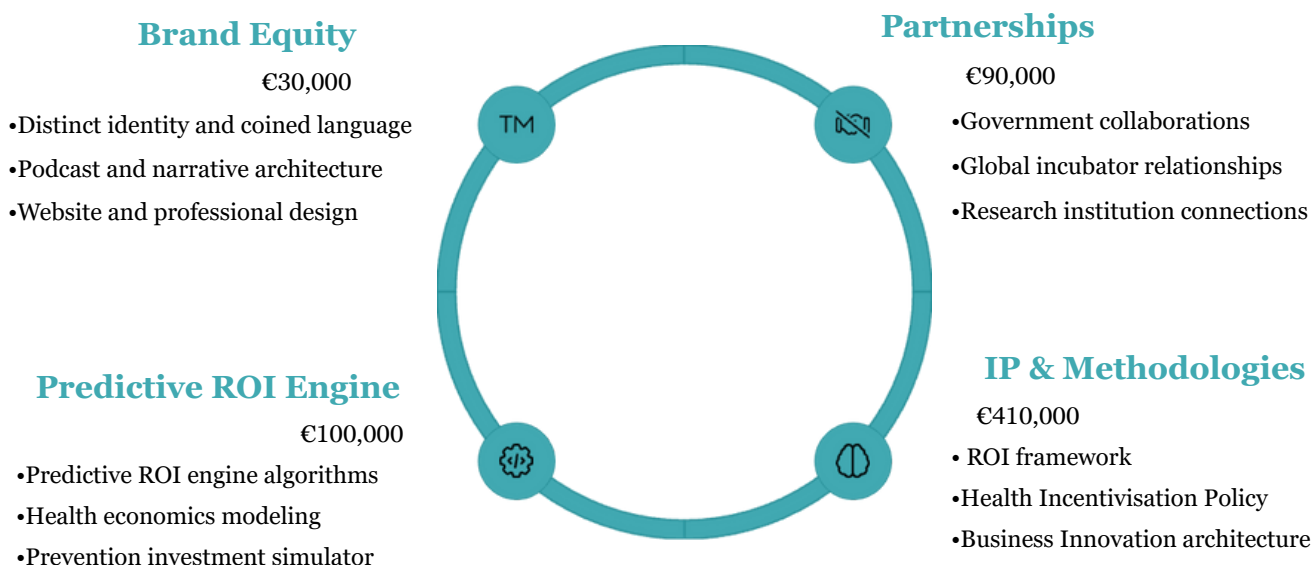 Brand Equity
€30,000
•Distinct identity and coined language
•Podcast and narrative architecture
•Website and professional design
Partnerships
€90,000
•Government collaborations
•Global incubator relationships
•Research institution connections
TM
Predictive ROI Engine
€100,000
•Predictive ROI engine algorithms
•Health economics modeling
•Prevention investment simulator
IP & Methodologies
€410,000
• ROI framework
•Health Incentivisation Policy
•Business Innovation architecture